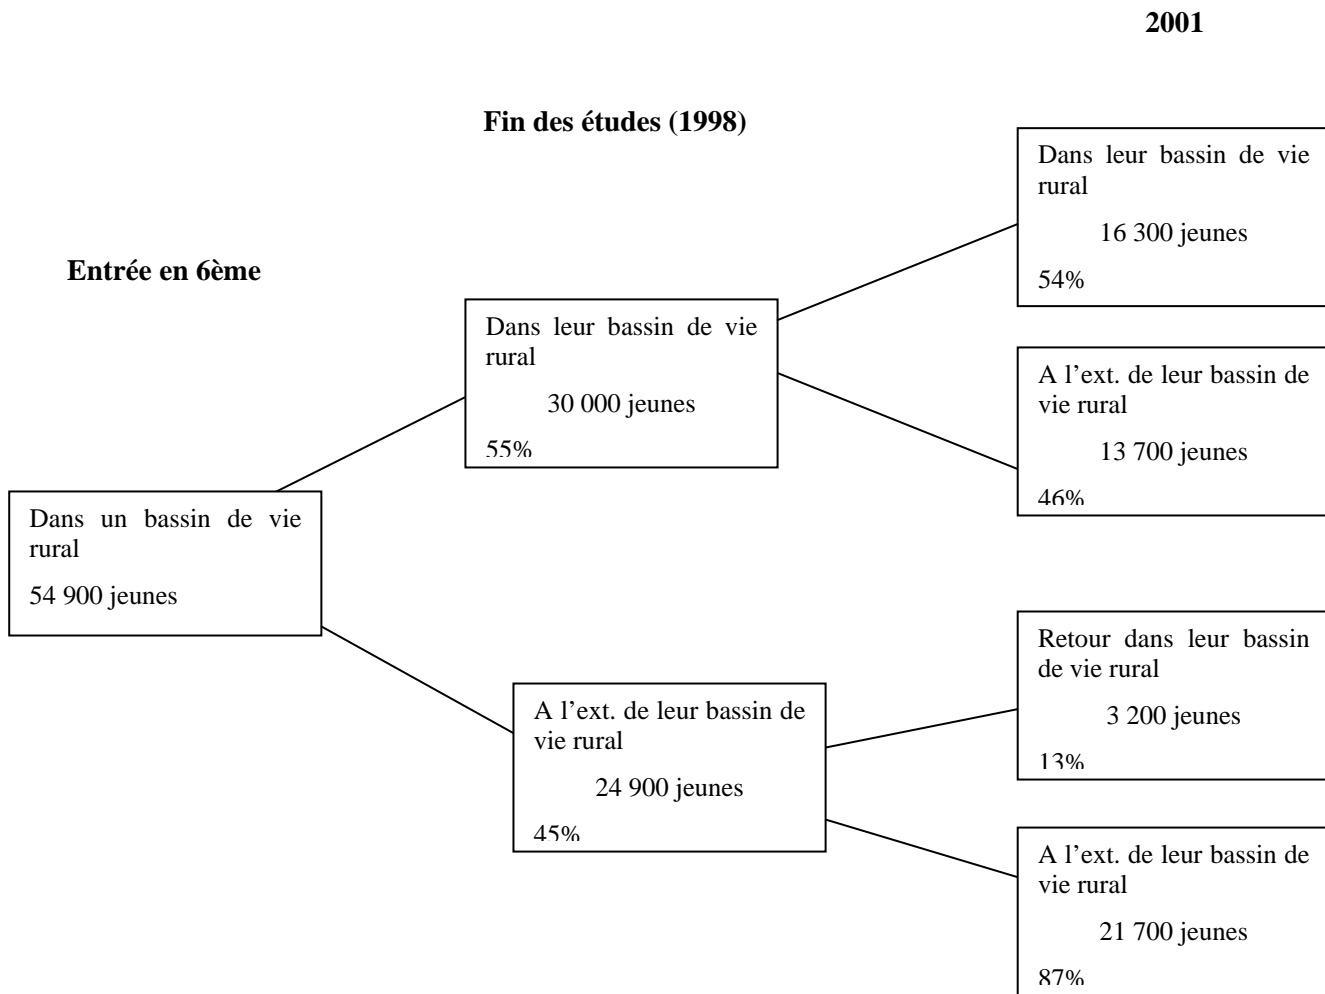 2001
Fin des études (1998)
Entrée en 6ème
Dans un bassin de vie
rural
54 900 jeunes
Dans leur bassin de vie
rural
30 000 jeunes
55%
A l’ext. de leur bassin de
vie rural
24 900 jeunes
45%
Dans leur bassin de vie
rural
16 300 jeunes
54%
A l’ext. de leur bassin de
vie rural
13 700 jeunes
46%
Retour dans leur bassin
de vie rural
3 200 jeunes
13%
A l’ext. de leur bassin de
vie rural
21 700 jeunes
87%